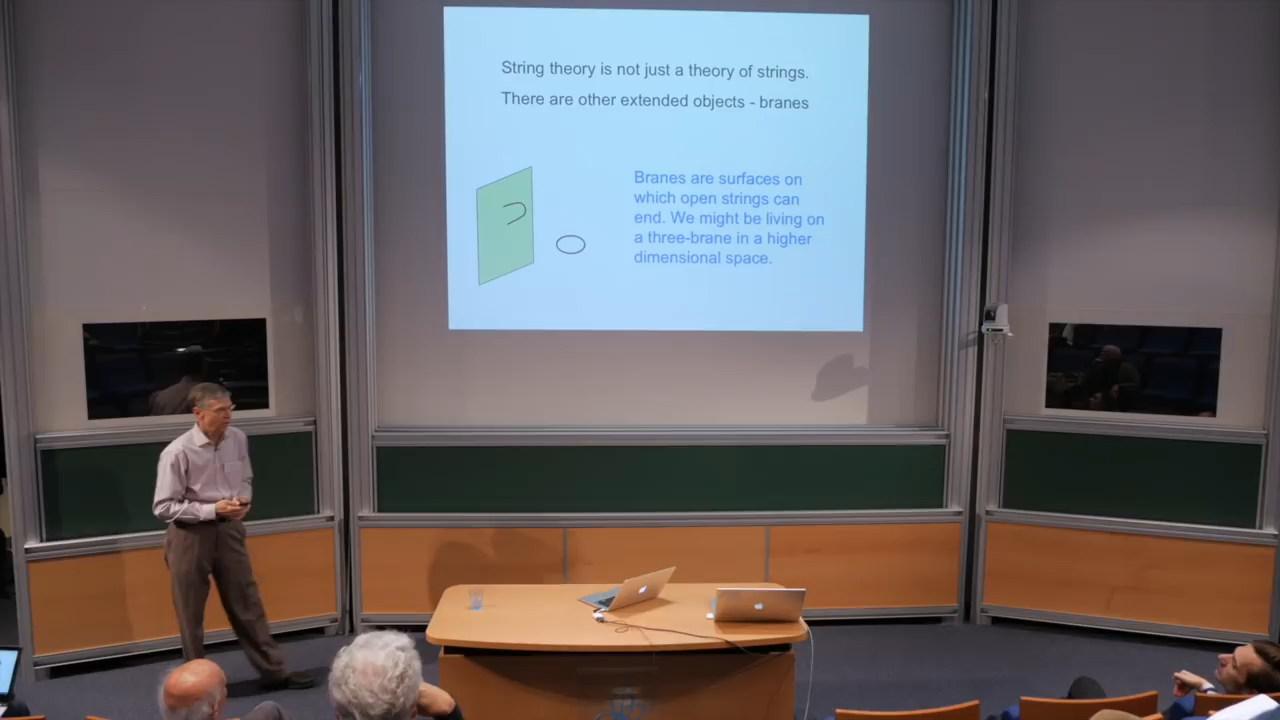 String theory is not just a theory of strings.
There are other extended objects - branes
Branes are surfaces on
which open strings can
end. We might be living on
a three-brane in a higher
dimensional space.